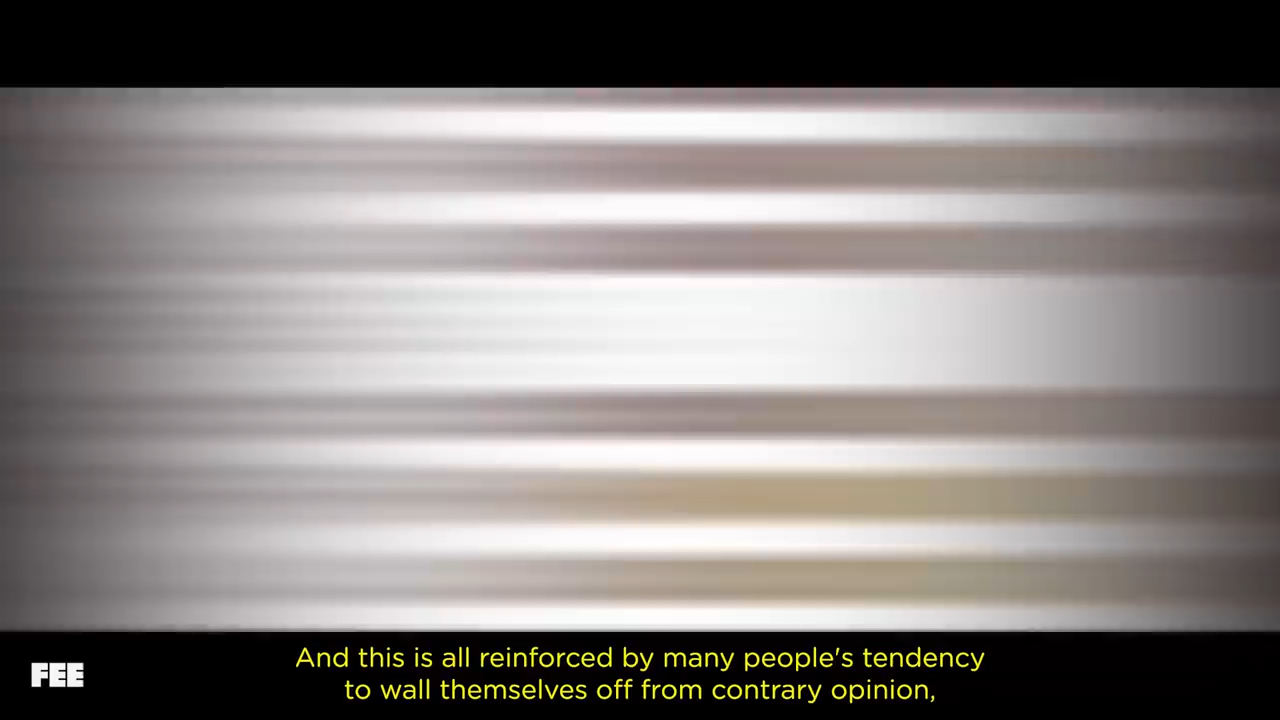 And this is all reinforced by many people's tendency
to wall themselves off from contrary opinion,
FEE